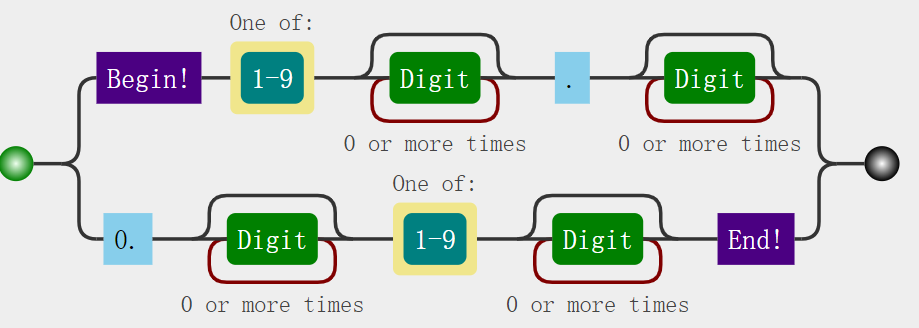 One of:
Begin! 1-9 Digit . Digit
0 or more times 0 or more times
One of:
0. Digit 1-9 Digit End!
0 or more times 0 or more times